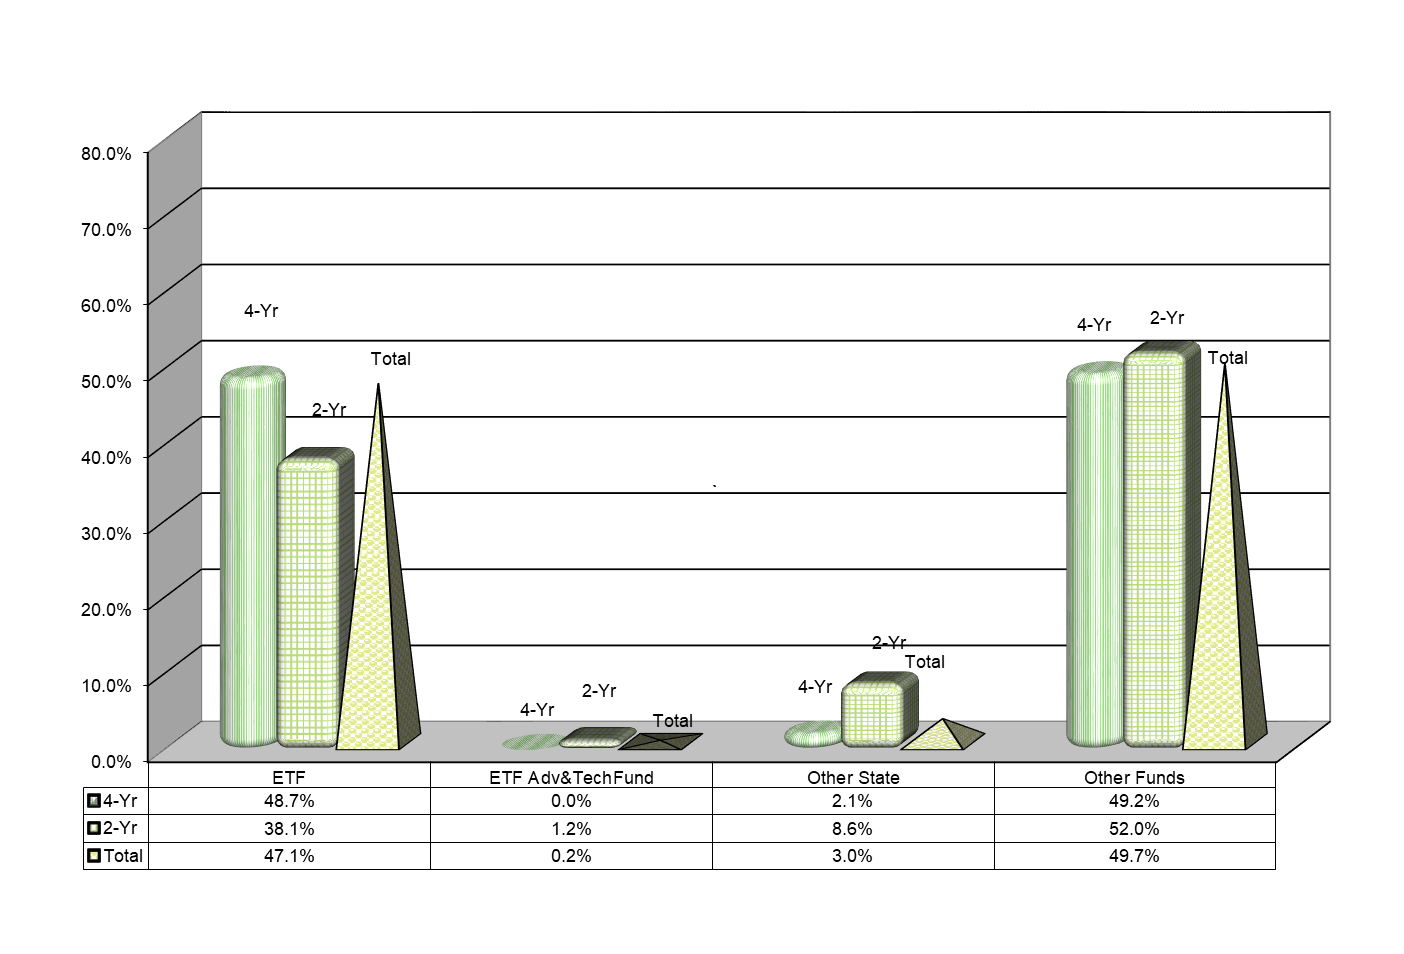 80.0%
70.0%
60.0%
50.0%
40.0%
30.0%
20.0%
10.0%
0.0%
4-Yr
2-Yr
Total
4-Yr
2-Yr
Total
4-Yr
2-Yr
Total
4-Yr
2-Yr
Total
ETF ETF Adv&TechFund Other State Other Funds
4-Yr 48.7% 0.0% 2.1% 49.2%
2-Yr 38.1% 1.2% 8.6% 52.0%
Total 47.1% 0.2% 3.0% 49.7%